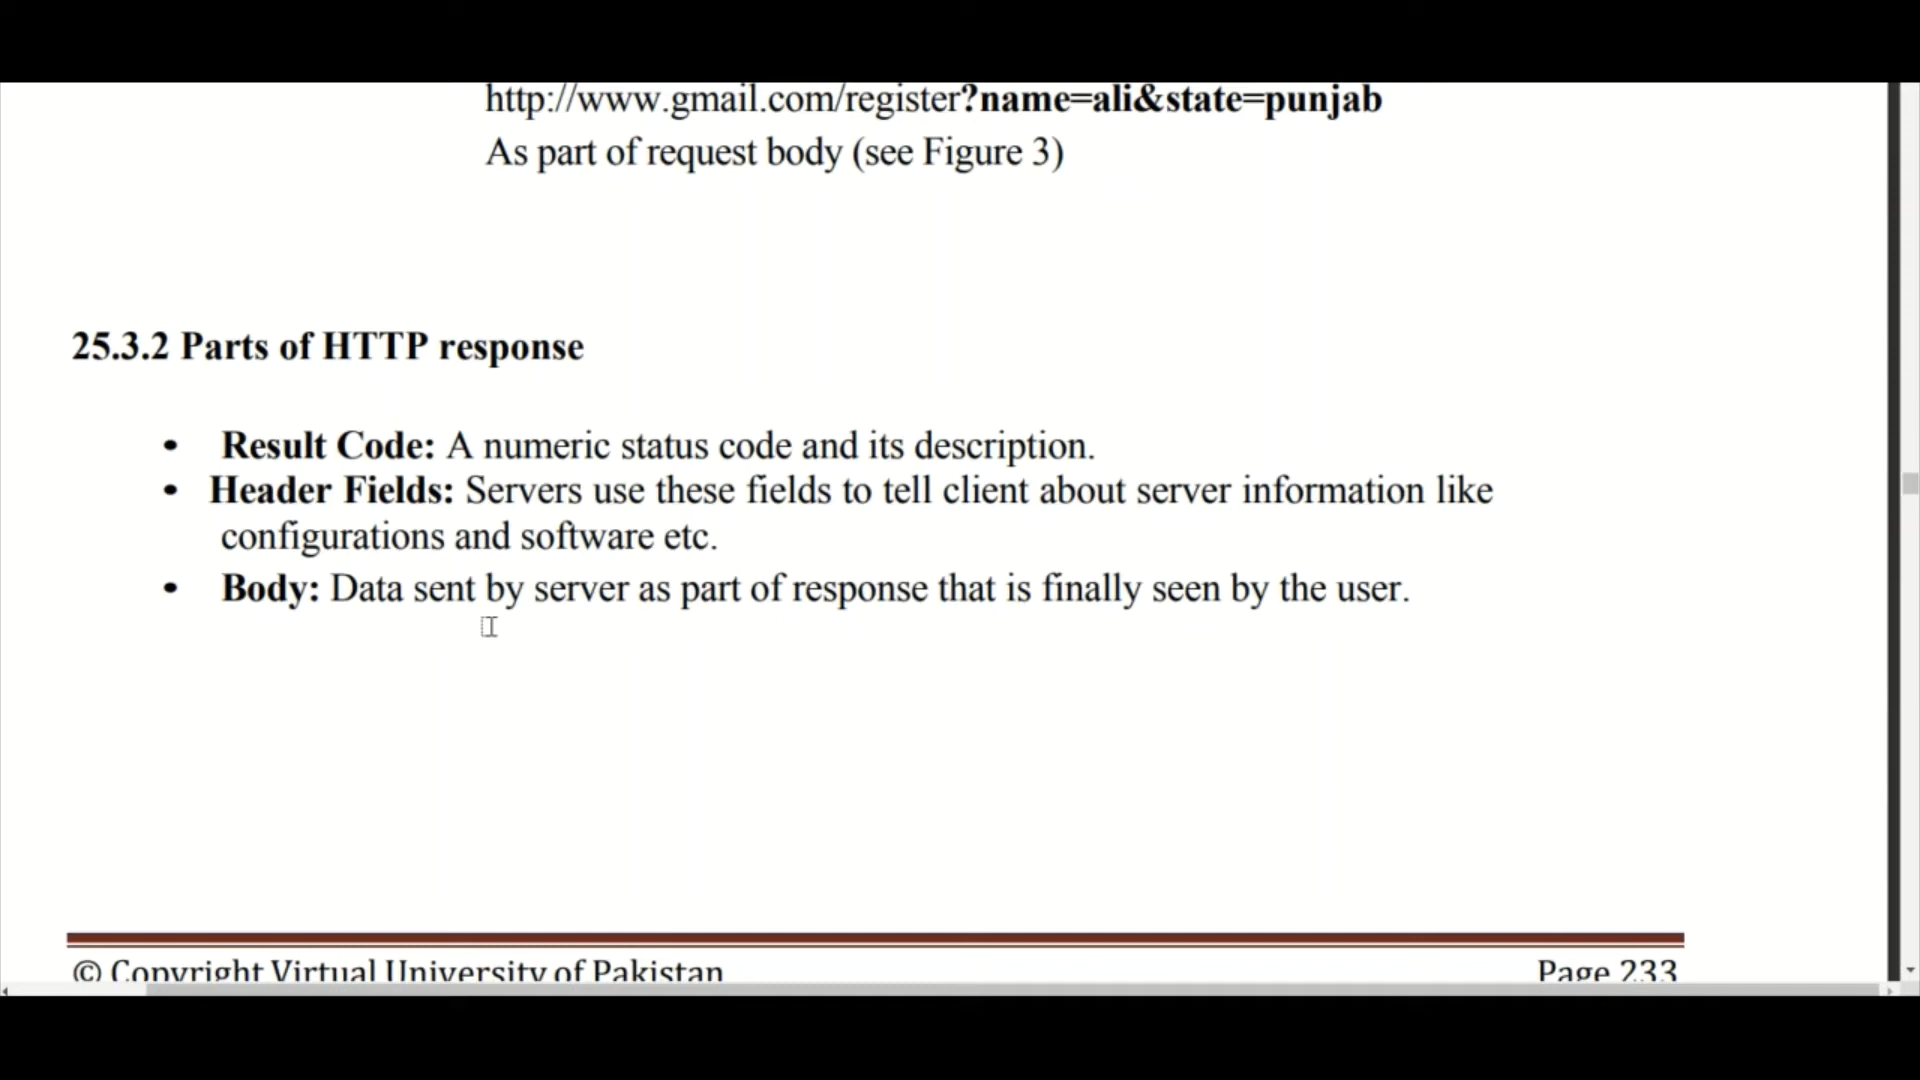 http://www.gmail.com/register?name=ali&state=punjab
As part of request body (see Figure 3)
25.3.2 Parts of HTTP response
• Result Code: A numeric status code and its description.
• Header Fields: Servers use these fields to tell client about server information like
configurations and software etc.
• Body: Data sent by server as part of response that is finally seen by the user.
© Copyright Virtual University of Pakistan Page 233